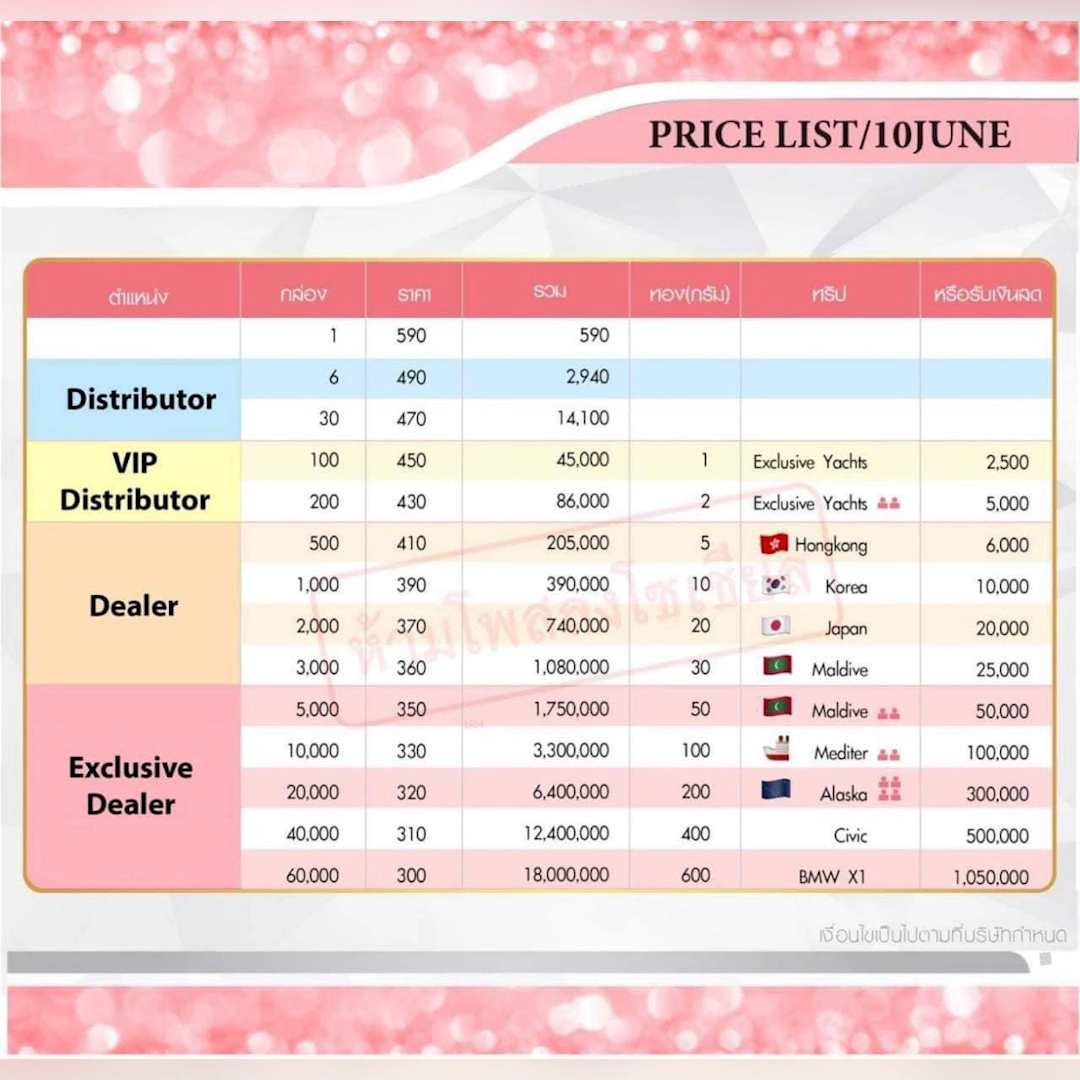 PRICE LIST/10JUNE
ตำแหน่ง กล่อง ราคา รวม ทอง(กรัม) ทริป หรือรับเงินสด
1 590 590
Distributor
6 490 2,940
30 470 14,100
VIP
Distributor
100 450 45,000 1 Exclusive Yachts 2,500
200 430 86,000 2 Exclusive Yachts 5,000
Dealer
500 410 205,000 5 Hongkong 6,000
1,000 390 390,000 10 Korea 10,000
2,000 370 740,000 20 Japan 20,000
3,000 360 1,080,000 30 Maldive 25,000
Exclusive
Dealer
5,000 350 1,750,000 50 Maldive 50,000
10,000 330 3,300,000 100 Mediter 100,000
20,000 320 6,400,000 200 Alaska 300,000
40,000 310 12,400,000 400 Civic 500,000
60,000 300 18,000,000 600 BMW X1 1,050,000
ห้ามโพสลงโซเชียล
เงื่อนไขเป็นไปตามที่บริษัทกำหนด